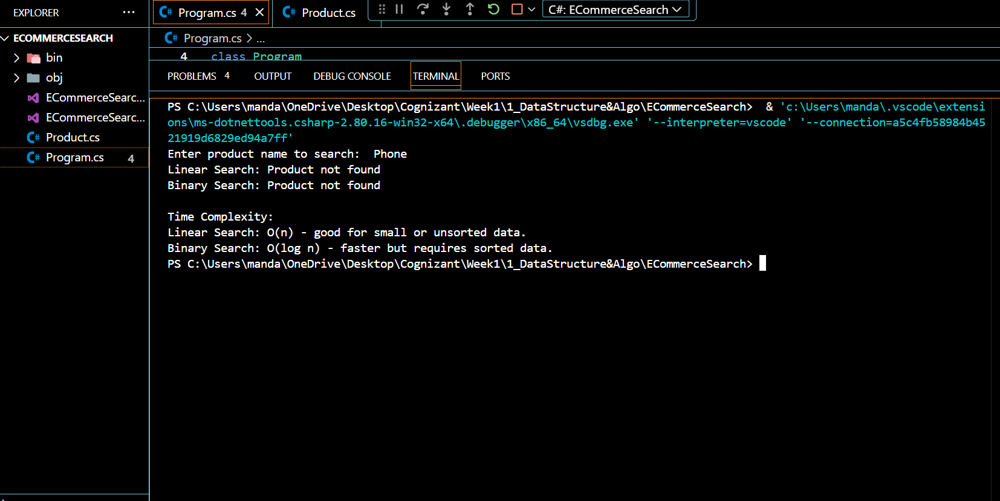 EXPLORER
...
Program.cs 4
Product.cs
C#: ECommerceSearch
ECOMMERCESEARCH
bin
obj
ECommerceSearc...
ECommerceSearc...
Product.cs
Program.cs 4
Program.cs > ...
4 class Program
PROBLEMS 4 OUTPUT DEBUG CONSOLE TERMINAL PORTS
PS C:\Users\manda\OneDrive\Desktop\Cognizant\Week1\1_DataStructure&Algo\ECommerceSearch>  & 'c:\Users\manda\.vscode\extensi
ons\ms-dotnettools.csharp-2.80.16-win32-x64\.debugger\x86_64\vsdbg.exe' '--interpreter=vscode' '--connection=a5c4fb58984b45
21919d6829ed94a7ff'
Enter product name to search:  Phone
Linear Search: Product not found
Binary Search: Product not found
Time Complexity:
Linear Search: O(n) - good for small or unsorted data.
Binary Search: O(log n) - faster but requires sorted data.
PS C:\Users\manda\OneDrive\Desktop\Cognizant\Week1\1_DataStructure&Algo\ECommerceSearch>